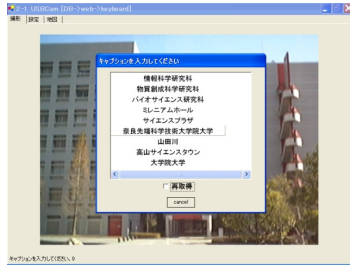 2-1 USBCam [DB->web->keyboard]
撮影 設定 地図
キャプションを入力してください
情報科学研究科
物質創成科学研究科
バイオサイエンス研究科
ミレニアムホール
サイエンスプラザ
奈良先端科学技術大学院大学
山田川
高山サイエンスタウン
大学院大学
再取得
cancel
キャプションを入力してください。9